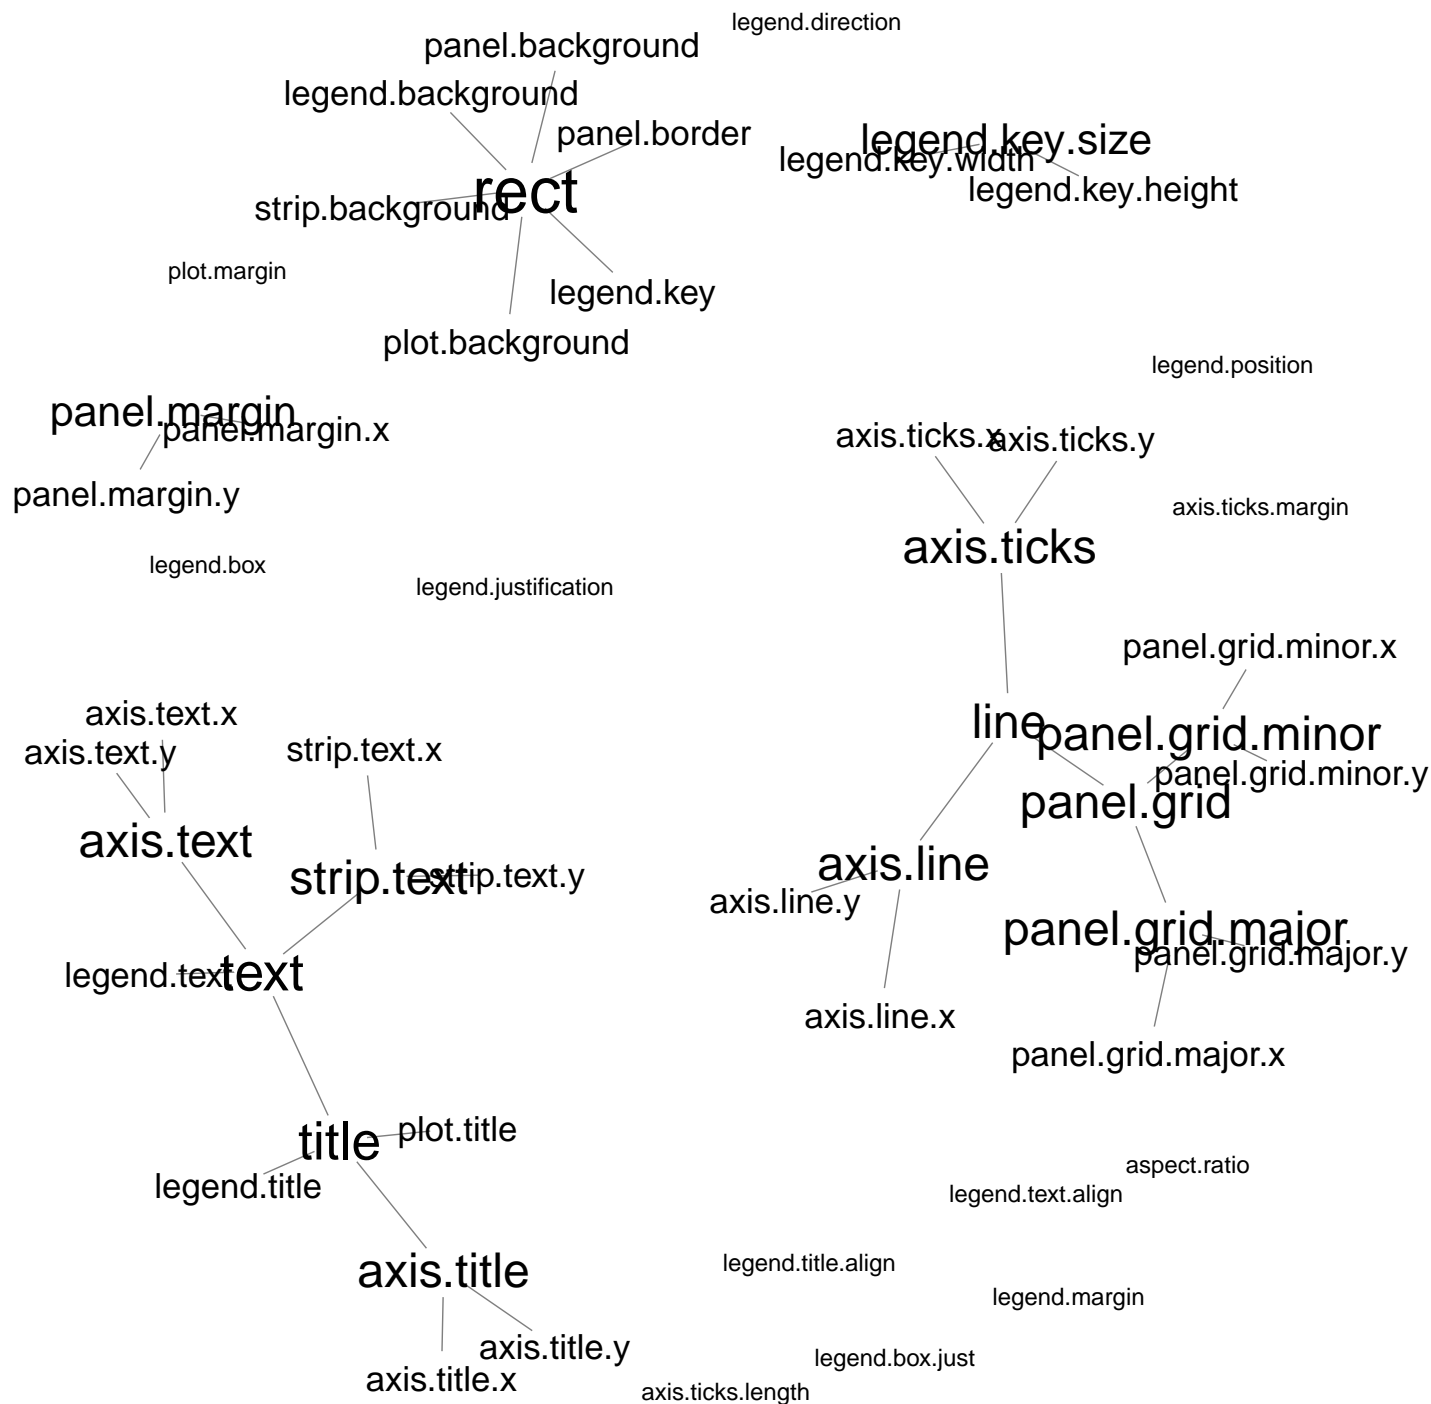 legend.direction
panel.background
legend.background
panel.border
legend.key.size
legend.key.width
legend.key.height
rect
strip.background
plot.margin
legend.key
plot.background
legend.position
panel.margin
panel.margin.x
axis.ticks.x
axis.ticks.y
panel.margin.y
axis.ticks.margin
axis.ticks
legend.box
legend.justification
panel.grid.minor.x
axis.text.x
line
panel.grid.minor
axis.text.y
strip.text.x
panel.grid.minor.y
panel.grid
axis.text
axis.line
strip.text
strip.text.y
axis.line.y
panel.grid.major
panel.grid.major.y
legend.text
text
axis.line.x
panel.grid.major.x
title
plot.title
aspect.ratio
legend.title
legend.text.align
legend.title.align
axis.title
legend.margin
axis.title.y
legend.box.just
axis.title.x
axis.ticks.length